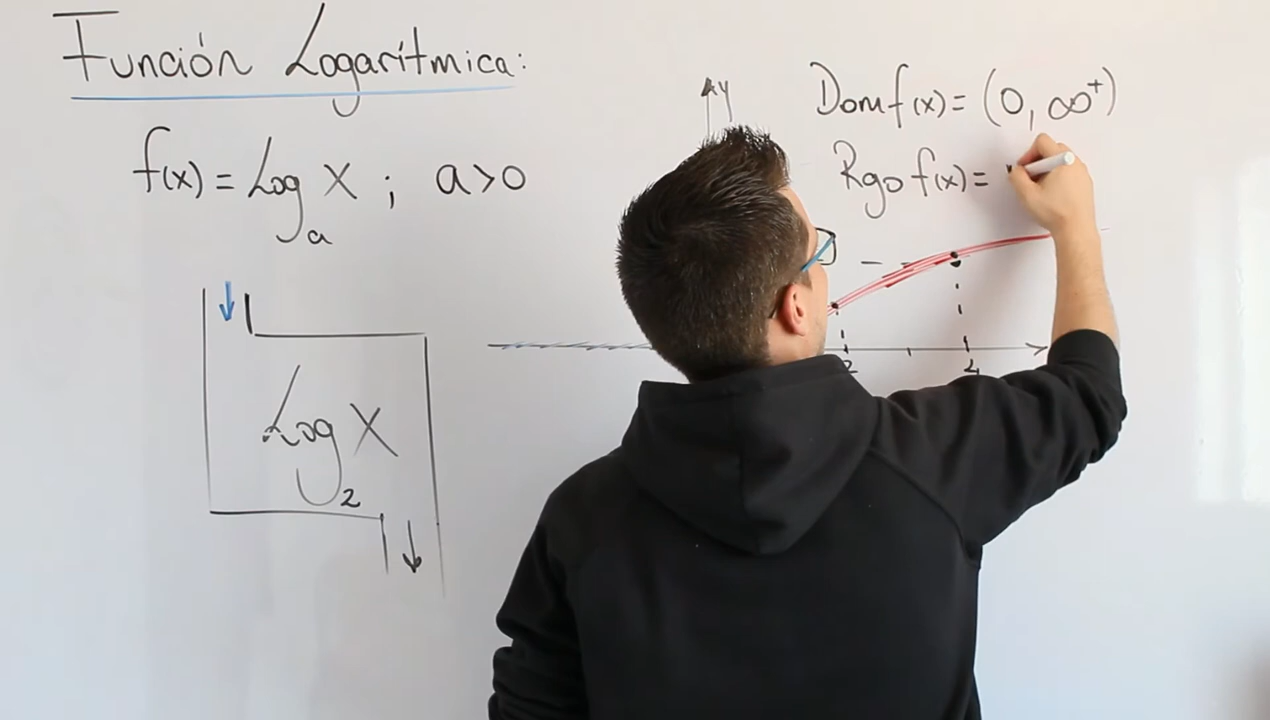 Función Logarítmica:
f(x) = Log_a X ; a>0
Log_2 X
y
Dom f(x) = (0, ∞⁺)
Rgo f(x) =
2
4